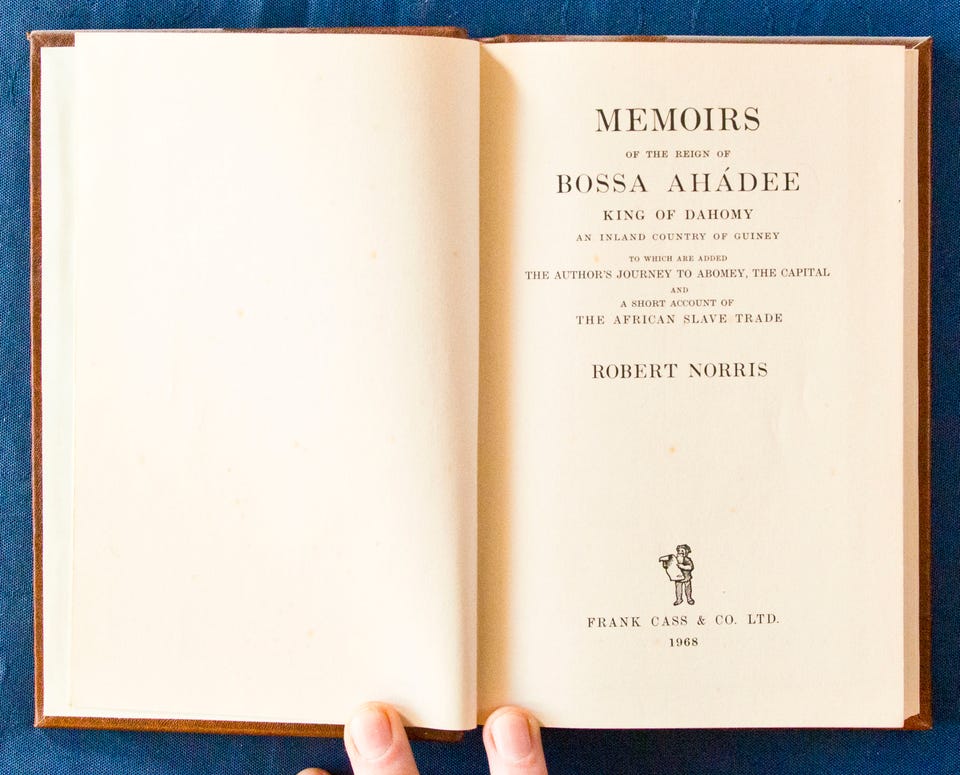 MEMOIRS
OF THE REIGN OF
BOSSA AHÁDEE
KING OF DAHOMY
AN INLAND COUNTRY OF GUINEY
TO WHICH ARE ADDED
THE AUTHOR'S JOURNEY TO ABOMEY, THE CAPITAL
AND
A SHORT ACCOUNT OF
THE AFRICAN SLAVE TRADE
ROBERT NORRIS
FRANK CASS & CO. LTD.
1968